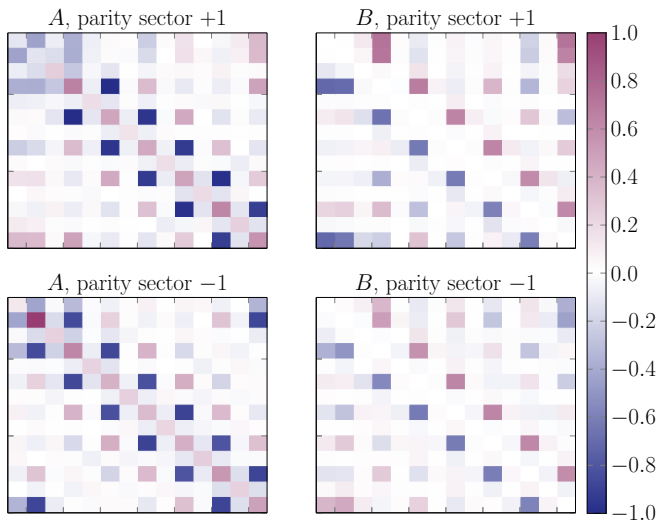 A, parity sector +1
B, parity sector +1
A, parity sector −1
B, parity sector −1
1.0
0.8
0.6
0.4
0.2
0.0
−0.2
−0.4
−0.6
−0.8
−1.0